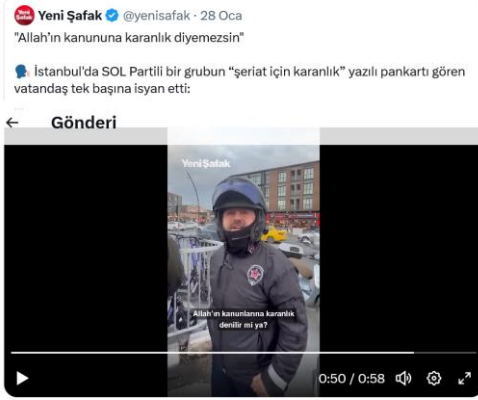 Yeni Şafak @yenisafak · 28 Oca
"Allah'ın kanununa karanlık diyemezsin"
🗣️ İstanbul'da SOL Partili bir grubun “şeriat için karanlık” yazılı pankartı gören
vatandaş tek başına isyan etti:
← Gönderi
Yeni Şafak
Allah'ın kanunlarına karanlık
denilir mi ya?
0:50 / 0:58